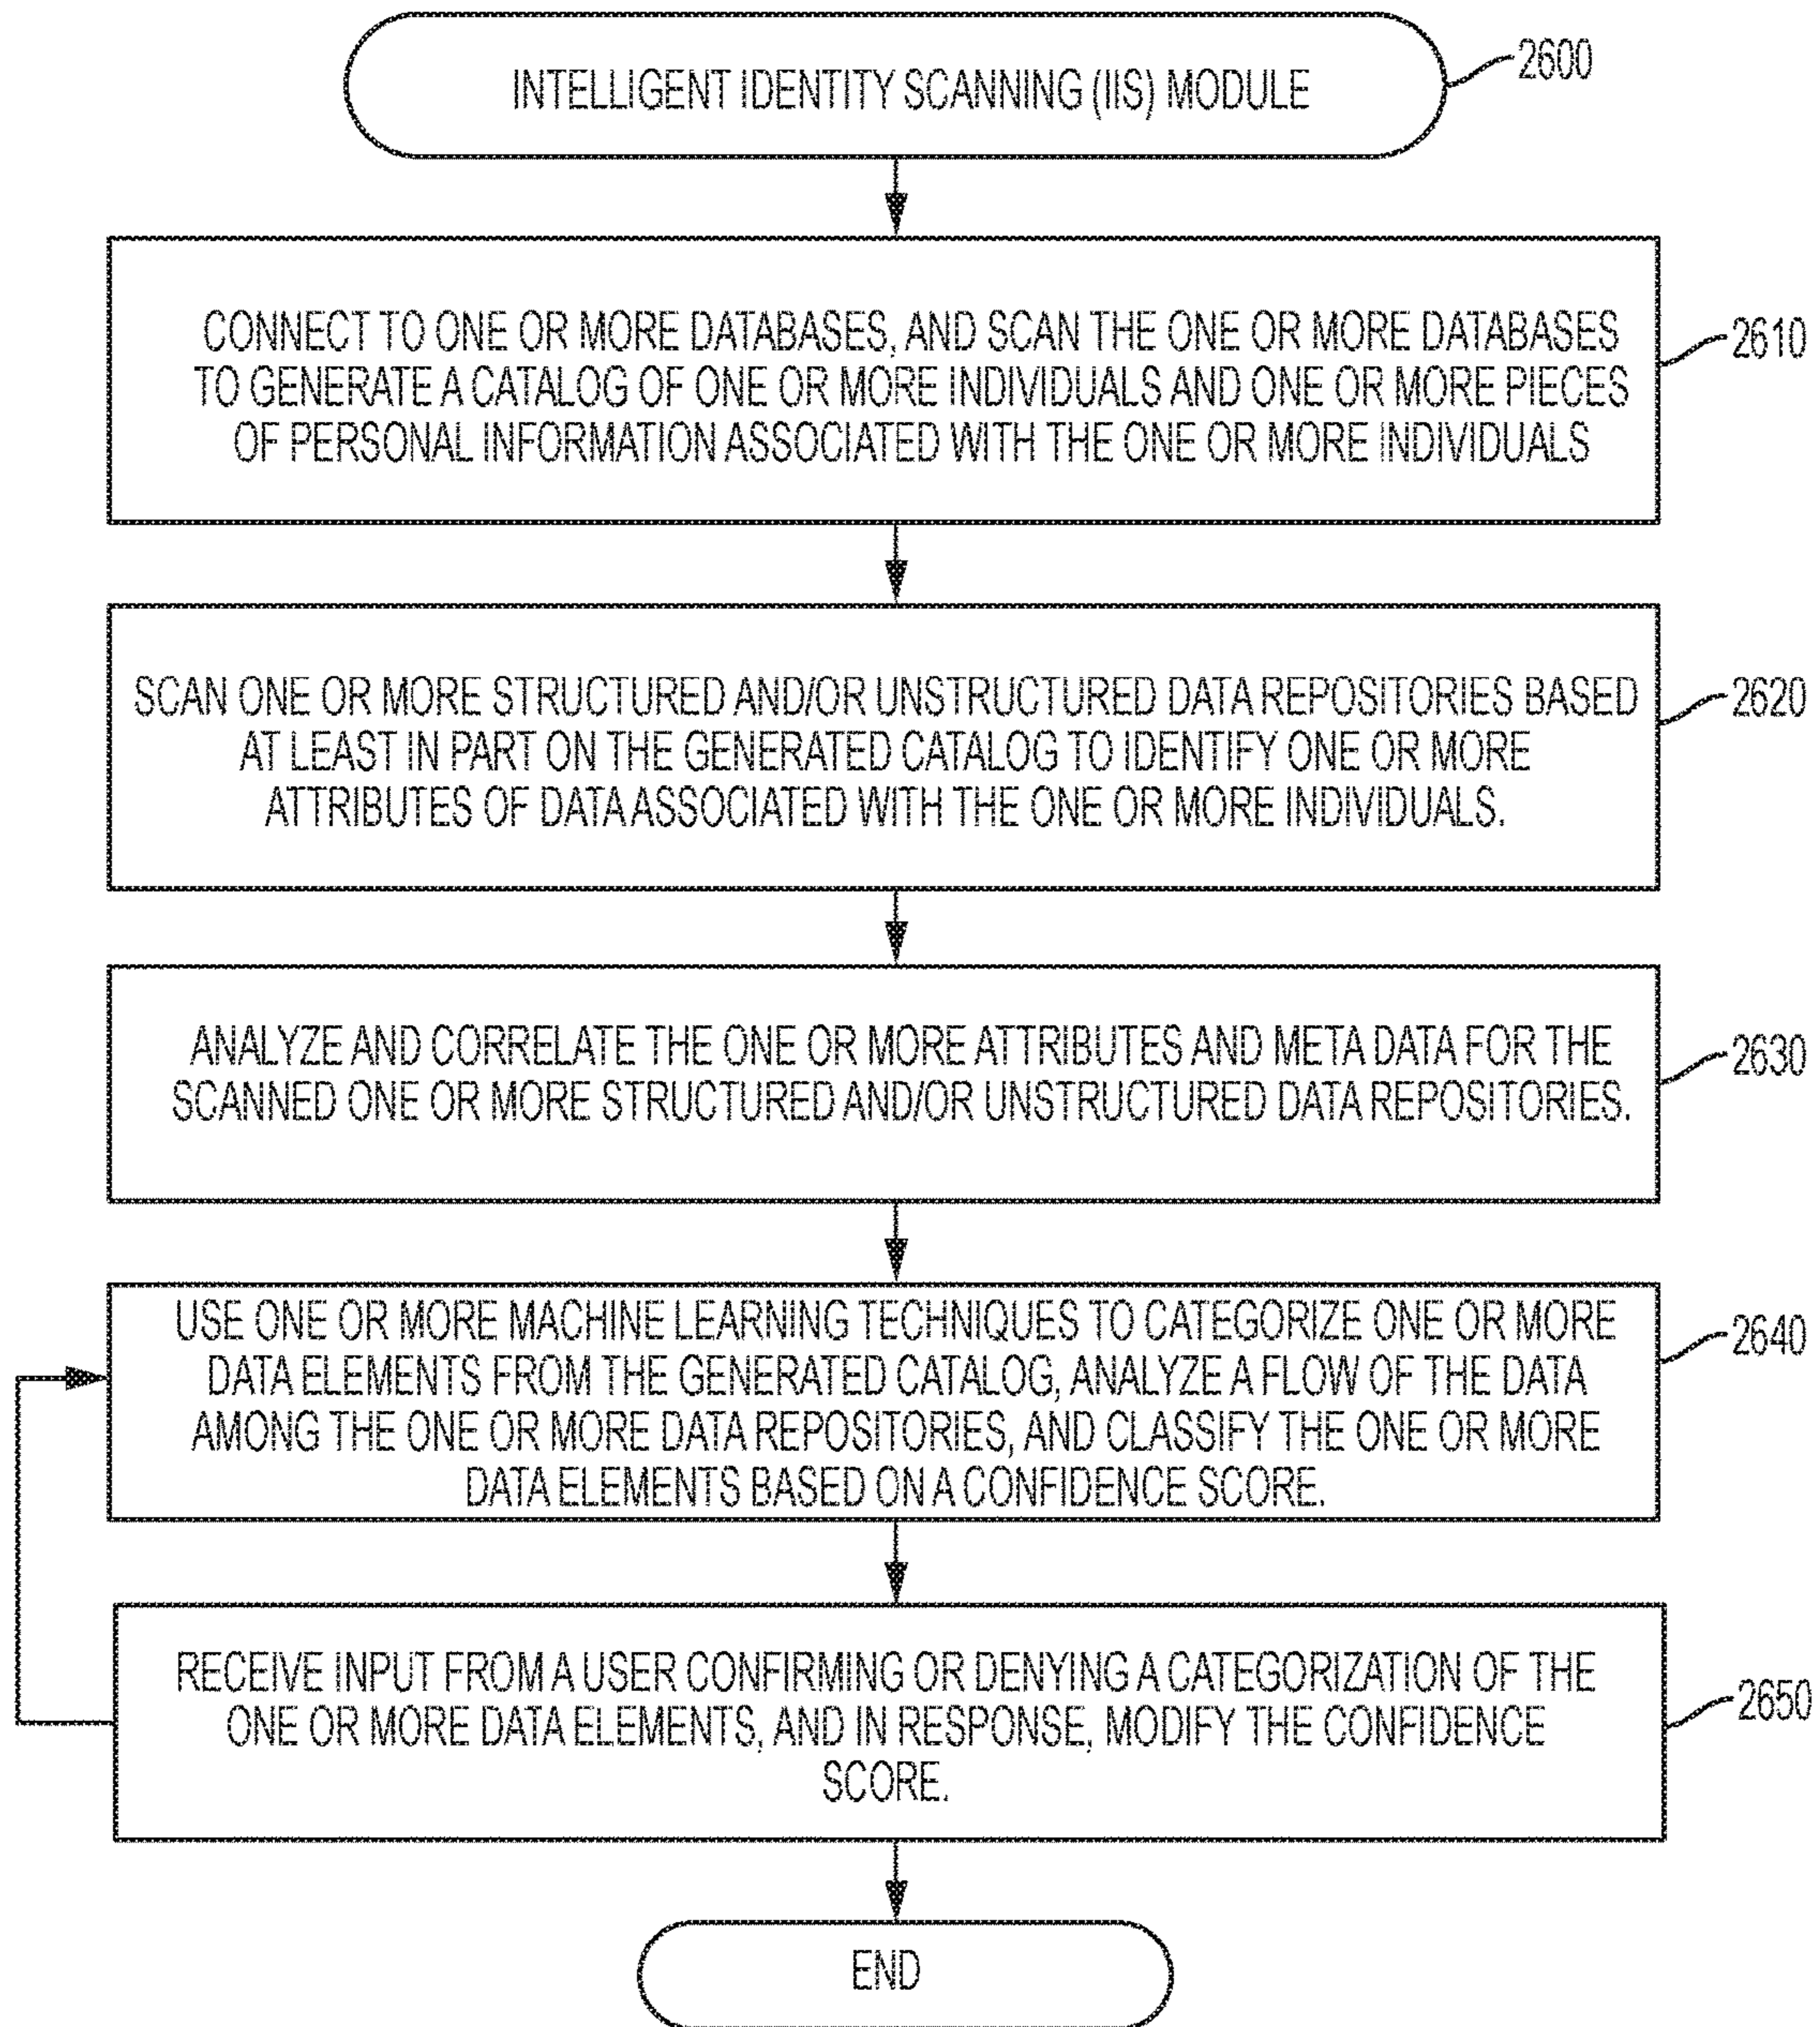 INTELLIGENT IDENTITY SCANNING (IIS) MODULE
2600
CONNECT TO ONE OR MORE DATABASES, AND SCAN THE ONE OR MORE DATABASES
TO GENERATE A CATALOG OF ONE OR MORE INDIVIDUALS AND ONE OR MORE PIECES
OF PERSONAL INFORMATION ASSOCIATED WITH THE ONE OR MORE INDIVIDUALS
2610
SCAN ONE OR MORE STRUCTURED AND/OR UNSTRUCTURED DATA REPOSITORIES BASED
AT LEAST IN PART ON THE GENERATED CATALOG TO IDENTIFY ONE OR MORE
ATTRIBUTES OF DATA ASSOCIATED WITH THE ONE OR MORE INDIVIDUALS.
2620
ANALYZE AND CORRELATE THE ONE OR MORE ATTRIBUTES AND META DATA FOR THE
SCANNED ONE OR MORE STRUCTURED AND/OR UNSTRUCTURED DATA REPOSITORIES.
2630
USE ONE OR MORE MACHINE LEARNING TECHNIQUES TO CATEGORIZE ONE OR MORE
DATA ELEMENTS FROM THE GENERATED CATALOG, ANALYZE A FLOW OF THE DATA
AMONG THE ONE OR MORE DATA REPOSITORIES, AND CLASSIFY THE ONE OR MORE
DATA ELEMENTS BASED ON A CONFIDENCE SCORE.
2640
RECEIVE INPUT FROM A USER CONFIRMING OR DENYING A CATEGORIZATION OF THE
ONE OR MORE DATA ELEMENTS, AND IN RESPONSE, MODIFY THE CONFIDENCE
SCORE.
2650
END